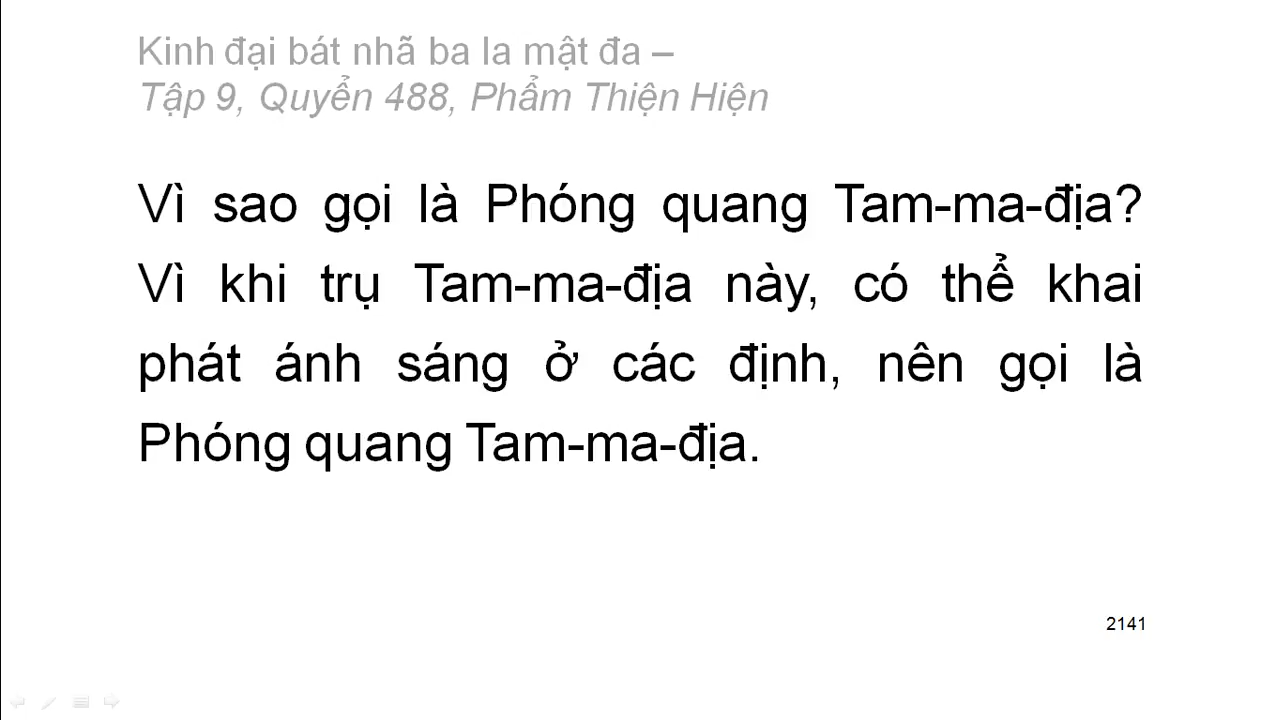 Kinh đại bát nhã ba la mật đa –
Tập 9, Quyển 488, Phẩm Thiện Hiện
Vì sao gọi là Phóng quang Tam-ma-địa?
Vì khi trụ Tam-ma-địa này, có thể khai
phát ánh sáng ở các định, nên gọi là
Phóng quang Tam-ma-địa.
2141